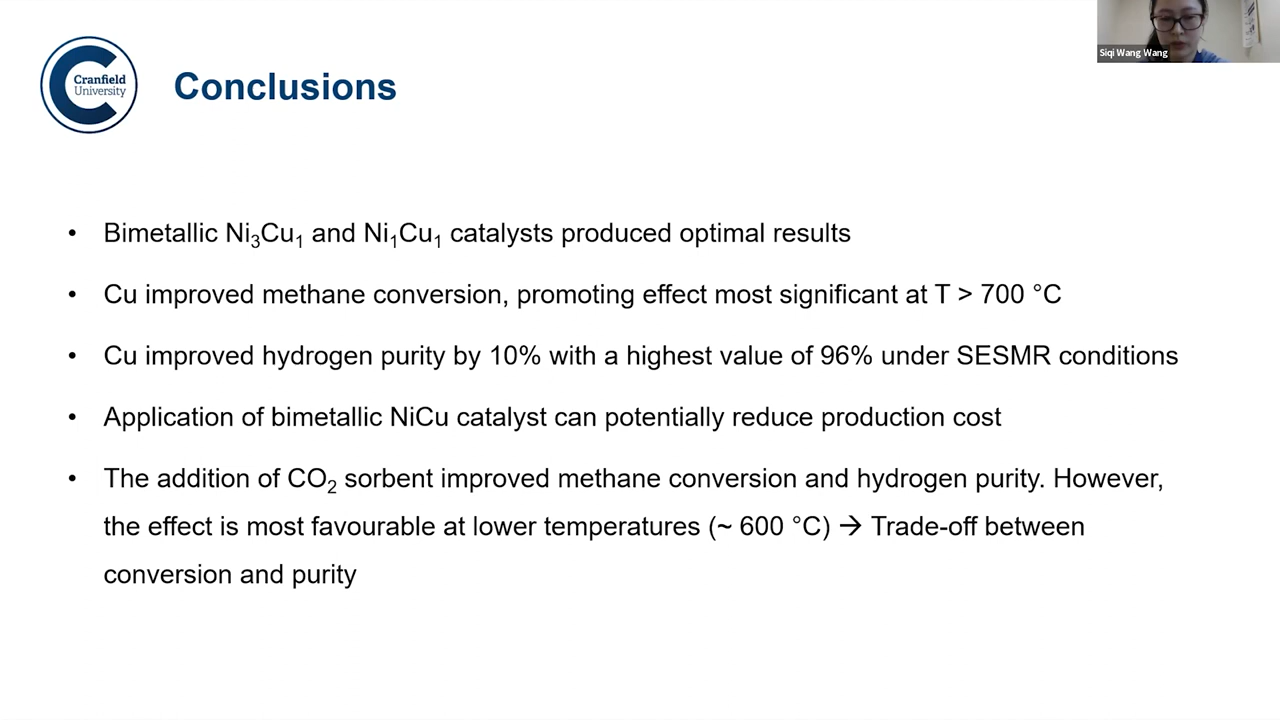 Siqi Wang Wang
Cranfield
University
Conclusions
• Bimetallic Ni₃Cu₁ and Ni₁Cu₁ catalysts produced optimal results
• Cu improved methane conversion, promoting effect most significant at T > 700 °C
• Cu improved hydrogen purity by 10% with a highest value of 96% under SESMR conditions
• Application of bimetallic NiCu catalyst can potentially reduce production cost
• The addition of CO₂ sorbent improved methane conversion and hydrogen purity. However,
the effect is most favourable at lower temperatures (~ 600 °C) → Trade-off between
conversion and purity